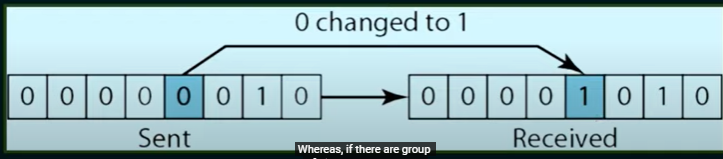 0 changed to 1
0 0 0 0 0 0 1 0 0 0 0 0 1 0 1 0
Sent Received
Whereas, if there are group